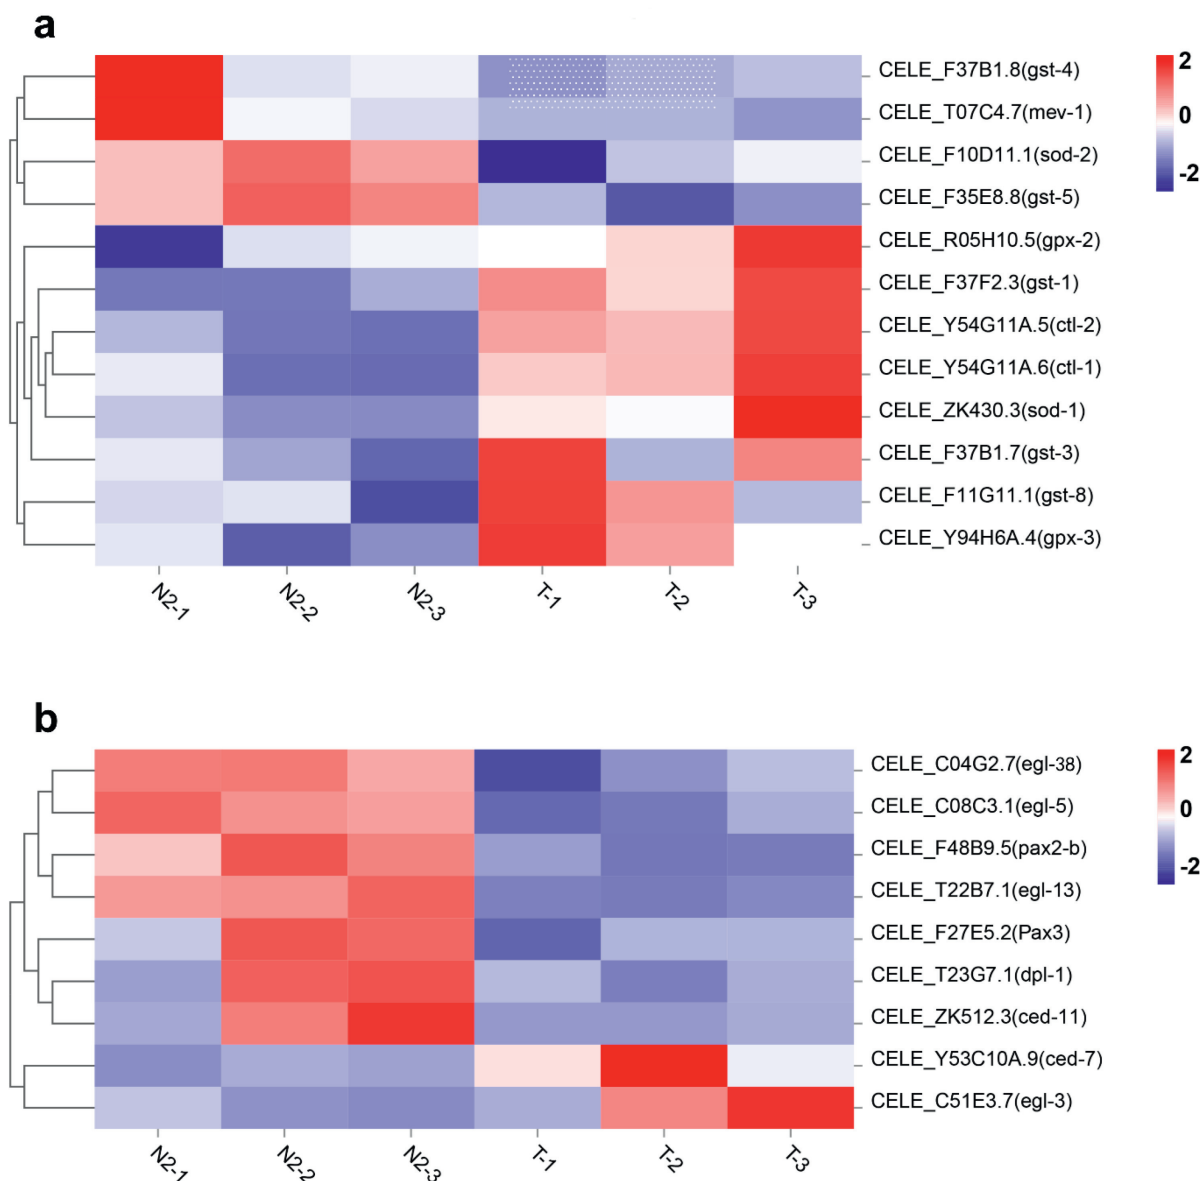 a
CELE_F37B1.8(gst-4)
CELE_T07C4.7(mev-1)
CELE_F10D11.1(sod-2)
CELE_F35E8.8(gst-5)
CELE_R05H10.5(gpx-2)
CELE_F37F2.3(gst-1)
CELE_Y54G11A.5(ctl-2)
CELE_Y54G11A.6(ctl-1)
CELE_ZK430.3(sod-1)
CELE_F37B1.7(gst-3)
CELE_F11G11.1(gst-8)
CELE_Y94H6A.4(gpx-3)
2
0
-2
N2-1
N2-2
N2-3
T-1
T-2
T-3
b
CELE_C04G2.7(egl-38)
CELE_C08C3.1(egl-5)
CELE_F48B9.5(pax2-b)
CELE_T22B7.1(egl-13)
CELE_F27E5.2(Pax3)
CELE_T23G7.1(dpl-1)
CELE_ZK512.3(ced-11)
CELE_Y53C10A.9(ced-7)
CELE_C51E3.7(egl-3)
2
0
-2
N2-1
N2-2
N2-3
T-1
T-2
T-3